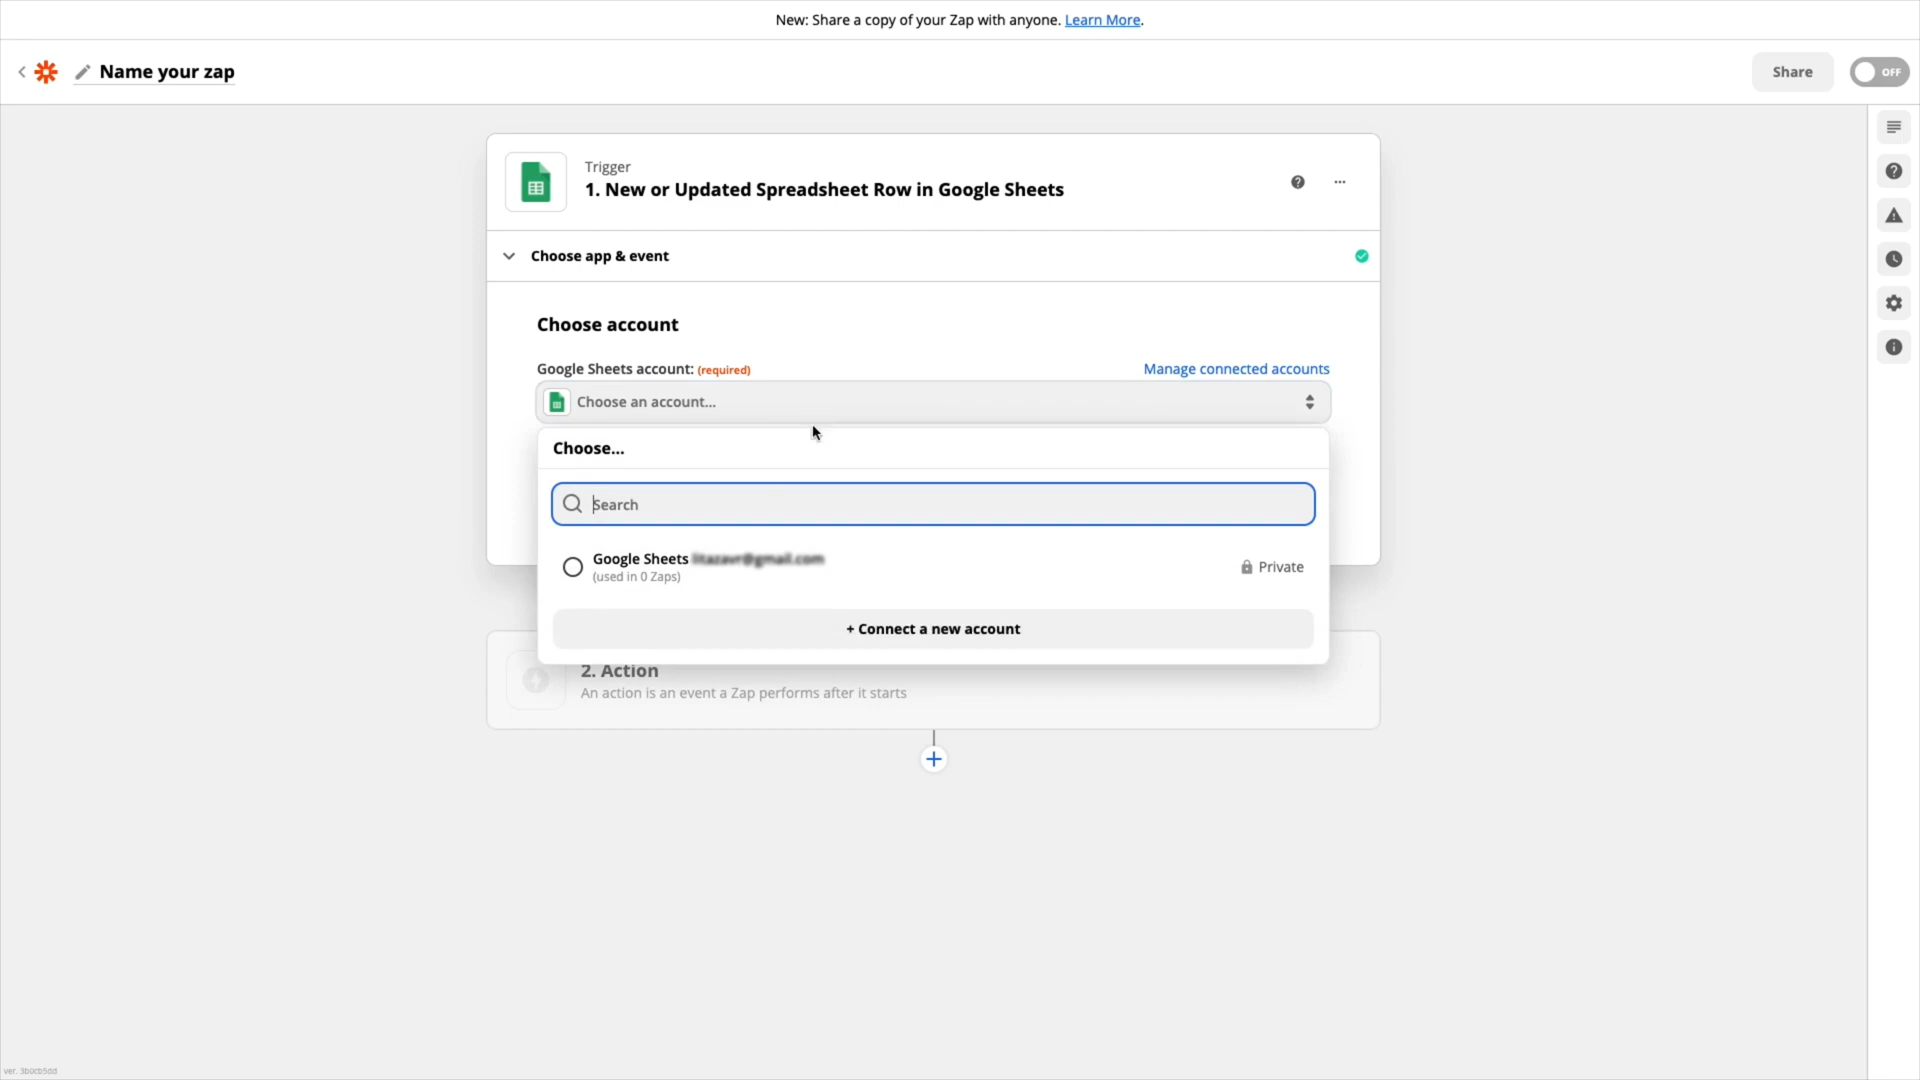 New: Share a copy of your Zap with anyone. Learn More.
Name your zap
Share
OFF
Trigger
1. New or Updated Spreadsheet Row in Google Sheets
Choose app & event
Choose account
Google Sheets account: (required)
Manage connected accounts
Choose an account...
Choose...
Search
Google Sheets
(used in 0 Zaps)
Private
+ Connect a new account
2. Action
An action is an event a Zap performs after it starts
ver. 3b0cb5dd